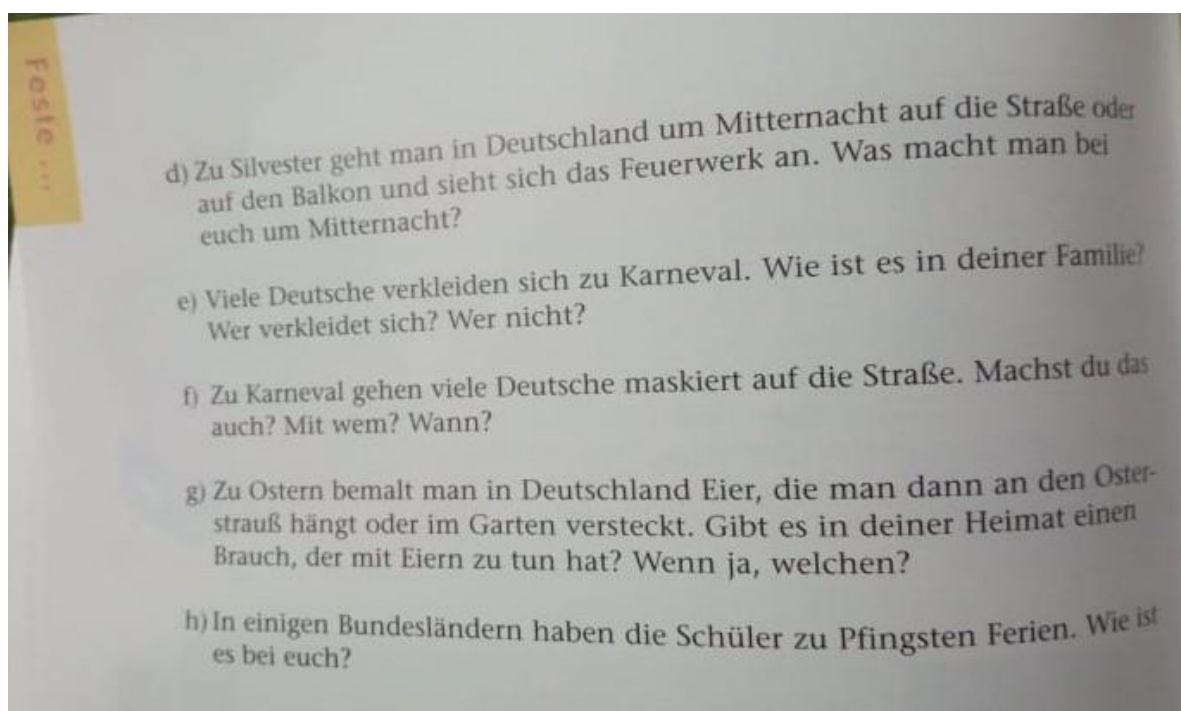 Feste ...
d) Zu Silvester geht man in Deutschland um Mitternacht auf die Straße oder
auf den Balkon und sieht sich das Feuerwerk an. Was macht man bei
euch um Mitternacht?
e) Viele Deutsche verkleiden sich zu Karneval. Wie ist es in deiner Familie?
Wer verkleidet sich? Wer nicht?
f) Zu Karneval gehen viele Deutsche maskiert auf die Straße. Machst du das
auch? Mit wem? Wann?
g) Zu Ostern bemalt man in Deutschland Eier, die man dann an den Oster-
strauß hängt oder im Garten versteckt. Gibt es in deiner Heimat einen
Brauch, der mit Eiern zu tun hat? Wenn ja, welchen?
h) In einigen Bundesländern haben die Schüler zu Pfingsten Ferien. Wie ist
es bei euch?